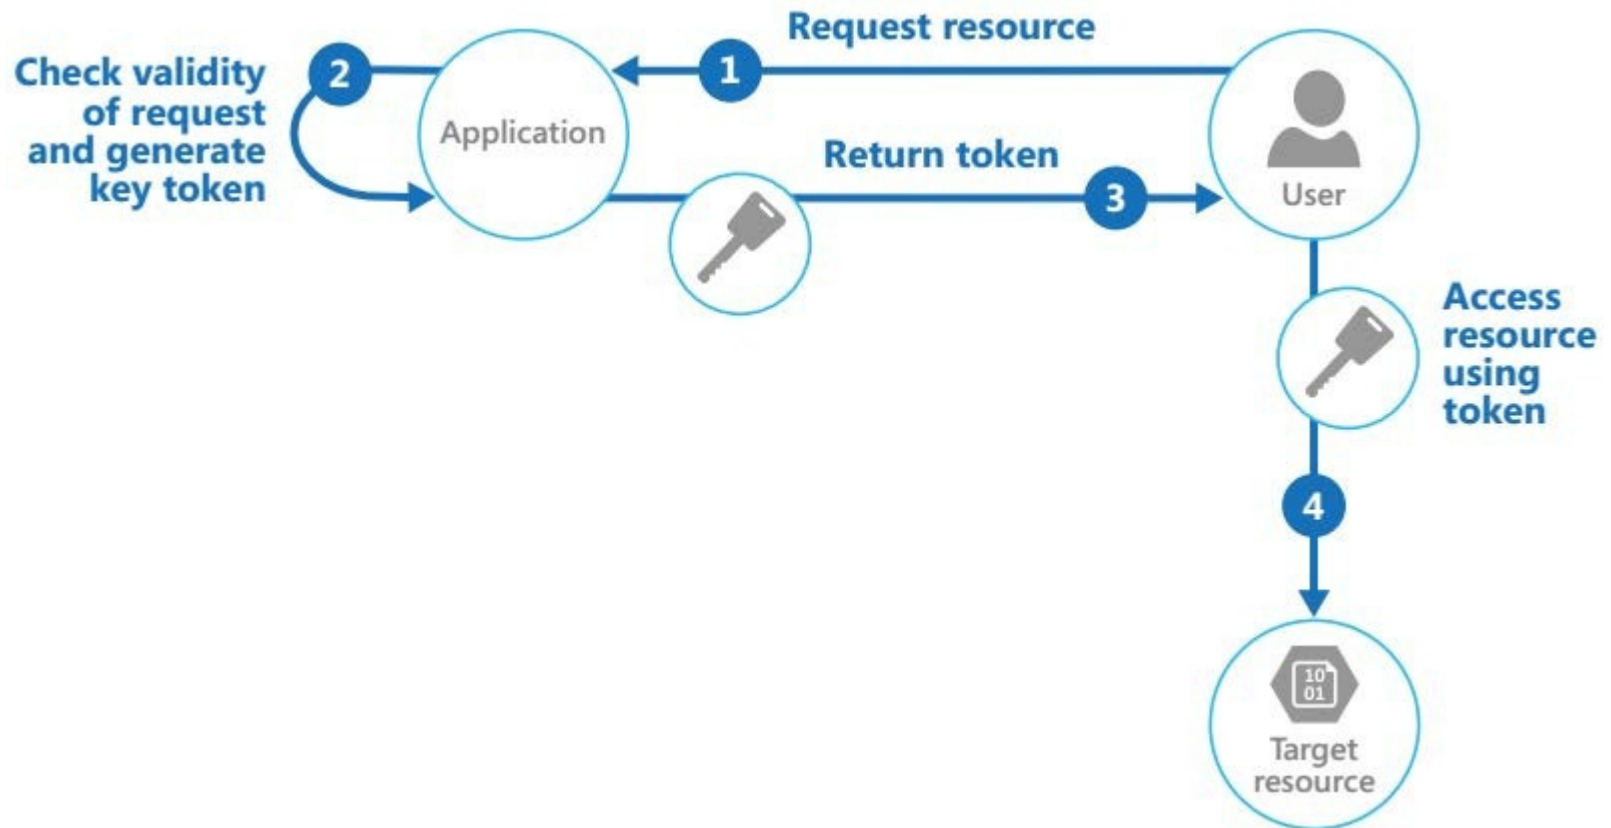 Request resource
1
2
Check validity
of request
and generate
key token
Application
Return token
3
User
Access
resource
using
token
4
10
01
Target
resource